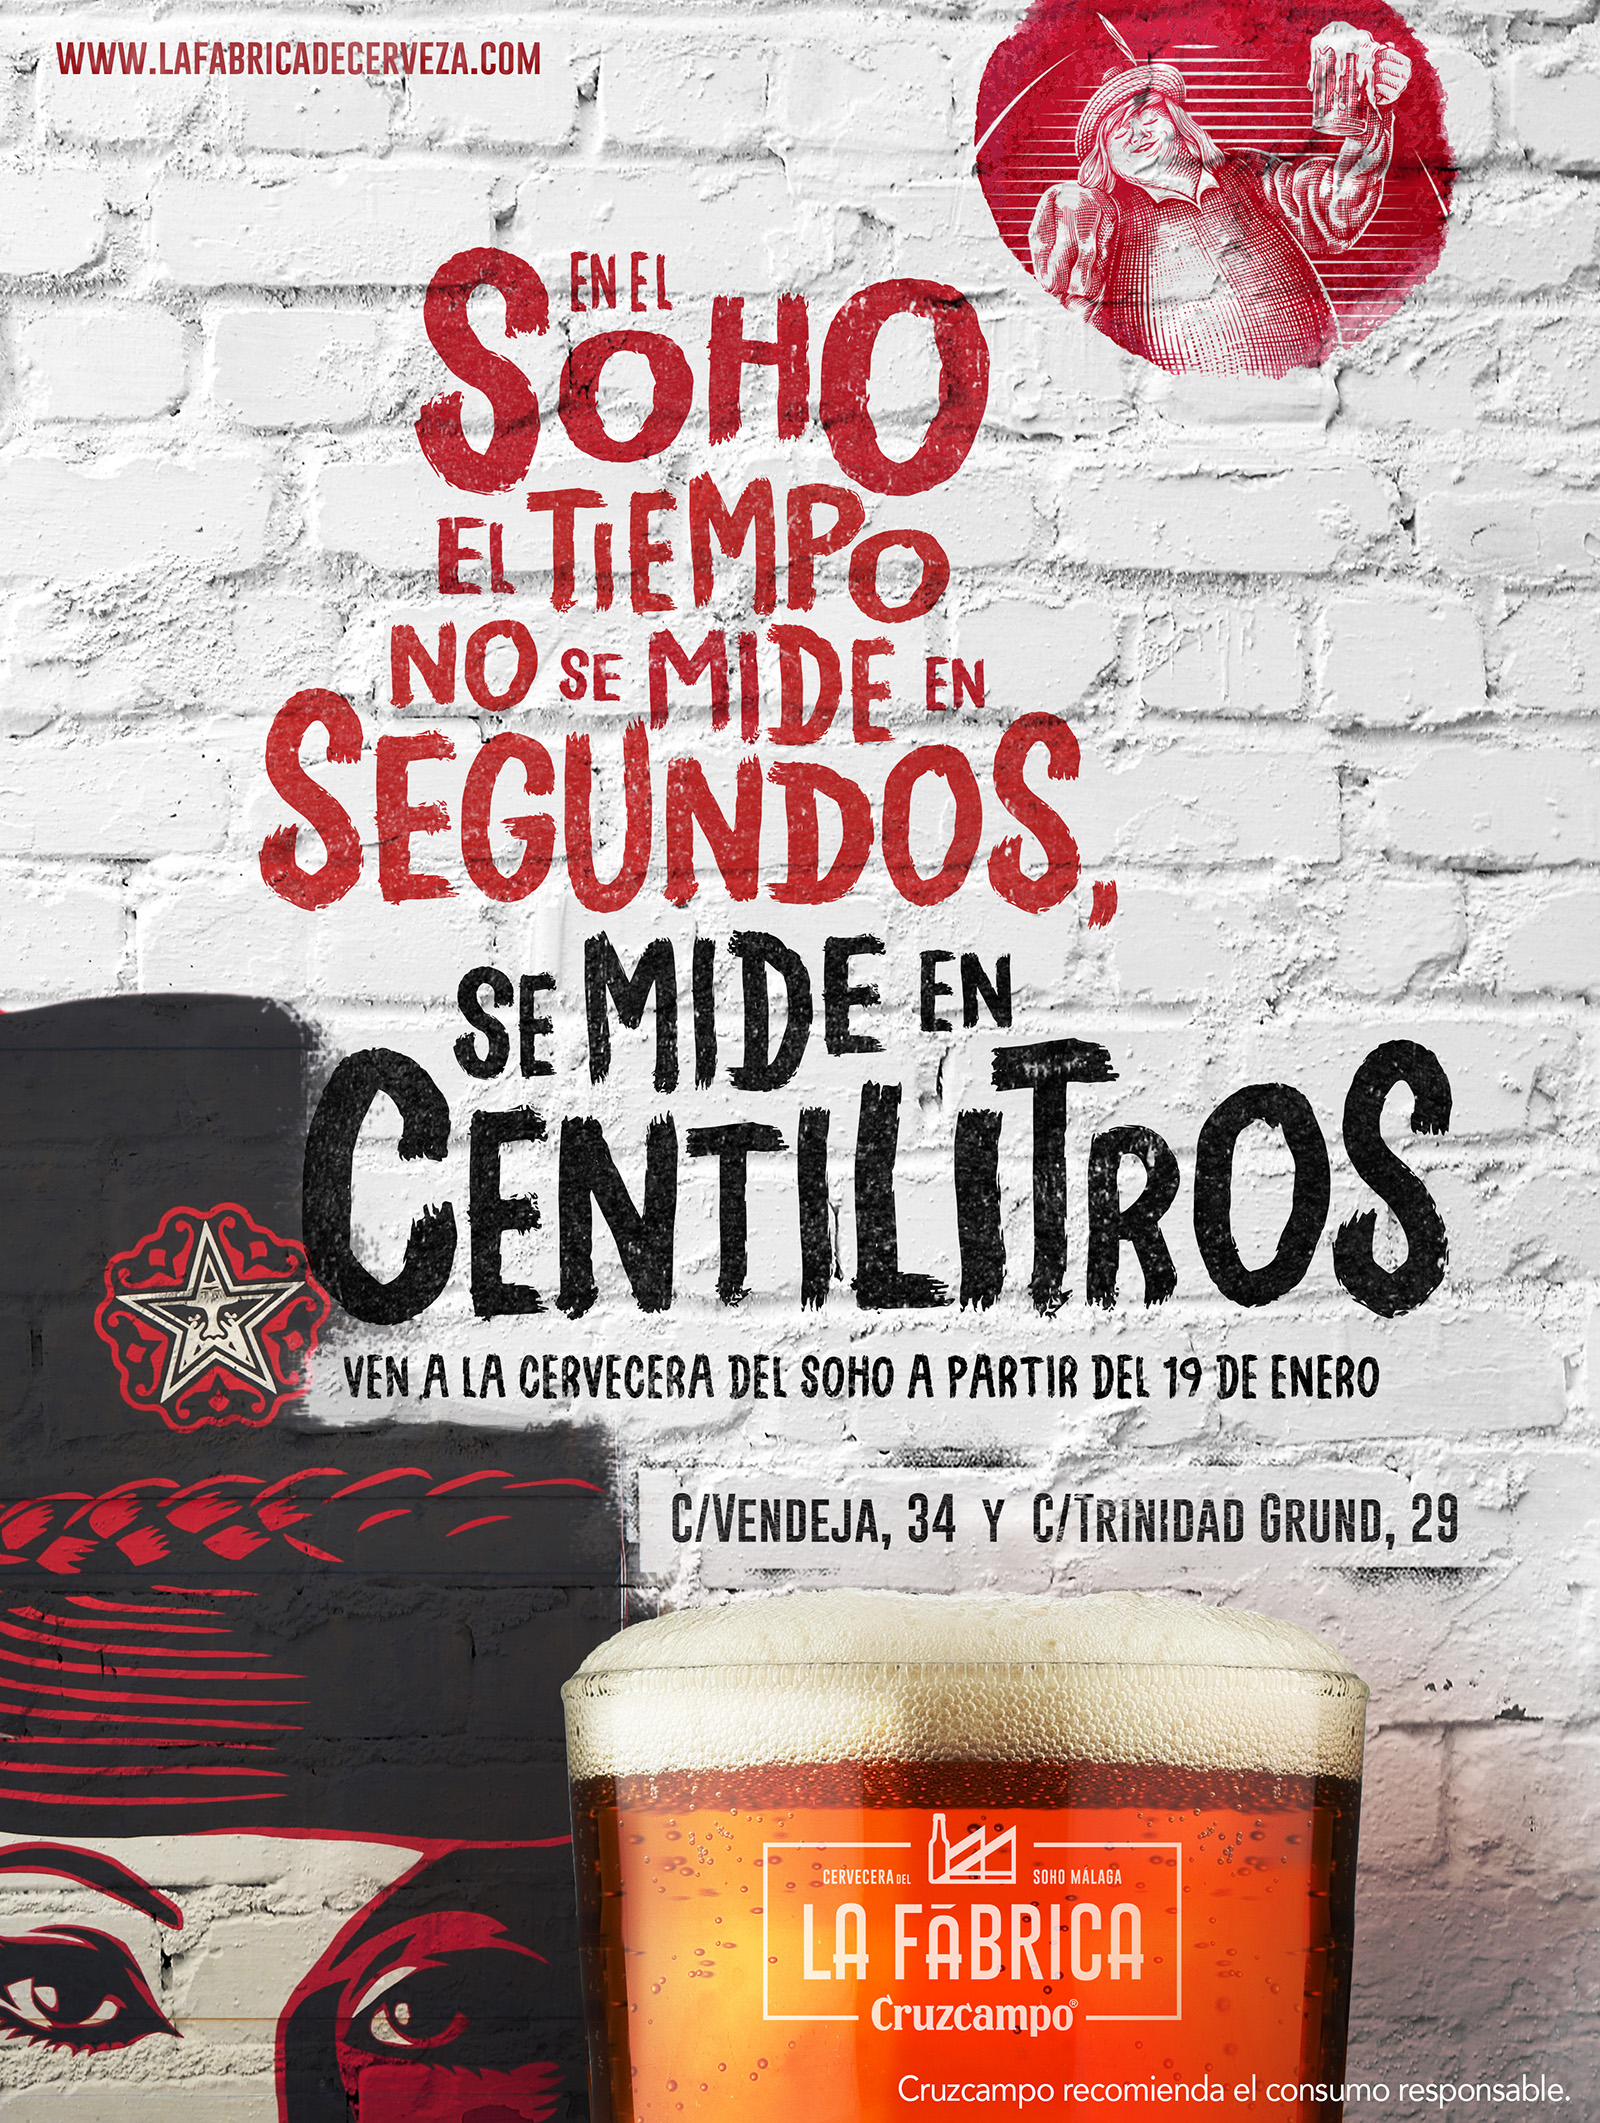 WWW.LAFABRICADECERVEZA.COM
EN EL
SOHO
EL TIEMPO
NO SE MIDE EN
SEGUNDOS,
SE MIDE EN
CENTILITROS
VEN A LA CERVECERA DEL SOHO A PARTIR DEL 19 DE ENERO
C/VENDEJA, 34 Y C/TRINIDAD GRUND, 29
CERVECERA DEL SOHO MÁLAGA
LA FÁBRICA
Cruzcampo®
Cruzcampo recomienda el consumo responsable.